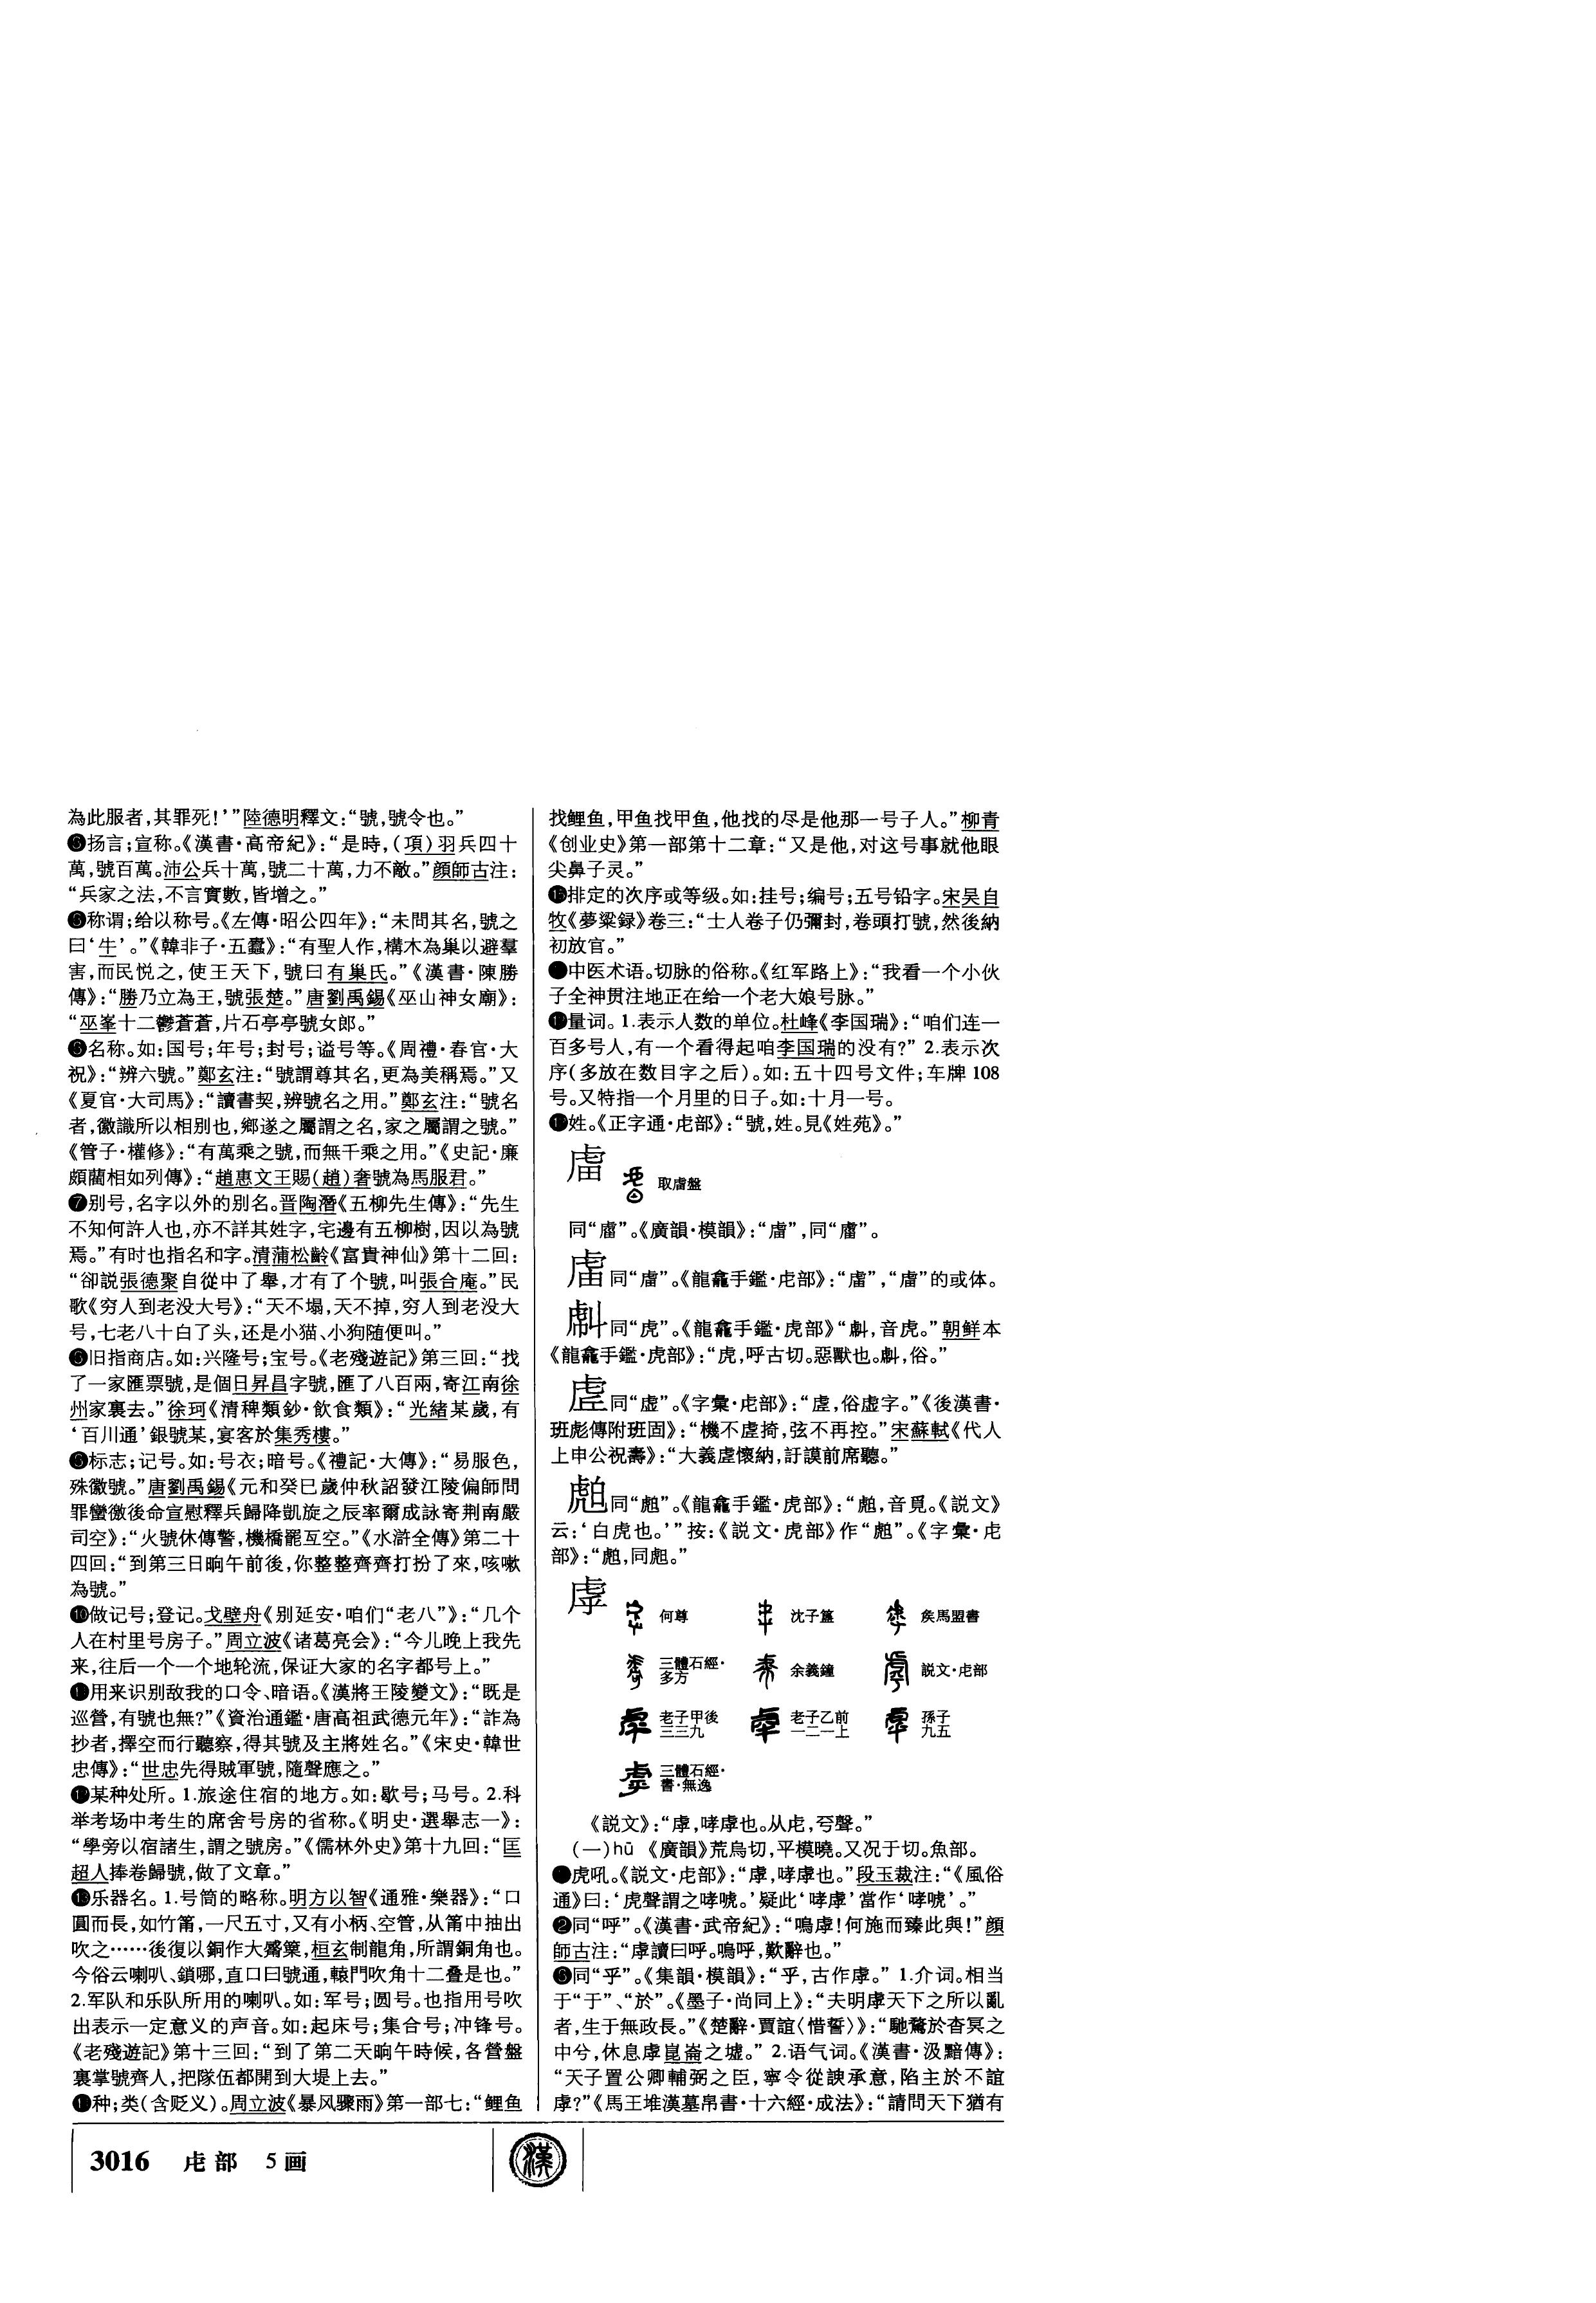 為此服者，其罪死！’”陸德明釋文：“號，號令也。”
扬言；宣称。《漢書·高帝紀》：“是時，（項）羽兵四十
萬，號百萬。沛公兵十萬，號二十萬，力不敵。”顔師古注：
“兵家之法，不言實數，皆增之。”
称谓；给以称号。《左傳·昭公四年》：“未問其名，號之
曰‘牛’。”《韓非子·五蠹》：“有聖人作，構木為巢以避羣
害，而民悦之，使王天下，號曰有巢氏。”《漢書·陳勝
傳》：“勝乃立為王，號張楚。”唐劉禹錫《巫山神女廟》：
“巫峯十二鬱蒼蒼，片石亭亭號女郎。”
名称。如：国号；年号；封号；谥号等。《周禮·春官·大
祝》：“辨六號。”鄭玄注：“號謂尊其名，更為美稱焉。”又
《夏官·大司馬》：“讀書契，辨號名之用。”鄭玄注：“號名
者，徽識所以相别也，鄉遂之屬謂之名，家之屬謂之號。”
《管子·權修》：“有萬乘之號，而無千乘之用。”《史記·廉
頗藺相如列傳》：“趙惠文王賜（趙）奢號為馬服君。”
❼别号，名字以外的别名。晋陶潛《五柳先生傳》：“先生
不知何許人也，亦不詳其姓字，宅邊有五柳樹，因以為號
焉。”有时也指名和字。清蒲松齡《富貴神仙》第十二回：
“卻説張德聚自從中了舉，才有了个號，叫張合庵。”民
歌《穷人到老没大号》：“天不塌，天不掉，穷人到老没大
号，七老八十白了头，还是小猫、小狗随便叫。”
旧指商店。如：兴隆号；宝号。《老殘遊記》第三回：“找
了一家匯票號，是個日昇昌字號，匯了八百兩，寄江南徐
州家裏去。”徐珂《清稗類鈔·飲食類》：“光緒某歲，有
‘百川通’銀號某，宴客於集秀樓。”
标志；记号。如：号衣；暗号。《禮記·大傳》：“易服色，
殊徽號。”唐劉禹錫《元和癸巳歲仲秋詔發江陵偏師問
罪蠻徼後命宣慰釋兵歸降凱旋之辰率爾成詠寄荆南嚴
司空》：“火號休傳警，機橋罷亙空。”《水滸全傳》第二十
四回：“到第三日晌午前後，你整整齊齊打扮了來，咳嗽
為號。”
❿做记号；登记。戈壁舟《别延安·咱们“老八”》：“几个
人在村里号房子。”周立波《诸葛亮会》：“今儿晚上我先
来，往后一个一个地轮流，保证大家的名字都号上。”
用来识别敌我的口令、暗语。《漢將王陵變文》：“既是
巡營，有號也無？”《資治通鑑·唐高祖武德元年》：“詐為
抄者，擇空而行聽察，得其號及主將姓名。”《宋史·韓世
忠傳》：“世忠先得賊軍號，隨聲應之。”
某种处所。1.旅途住宿的地方。如：歇号；马号。2.科
举考场中考生的席舍号房的省称。《明史·選舉志一》：
“學旁以宿諸生，謂之號房。”《儒林外史》第十九回：“匡
超人捧卷歸號，做了文章。”
⓭乐器名。1.号筒的略称。明方以智《通雅·樂器》：“口
圓而長，如竹筩，一尺五寸，又有小柄、空管，从筩中抽出
吹之……後復以銅作大觱篥，桓玄制龍角，所謂銅角也。
今俗云喇叭、鎖哪，直口曰號通，轅門吹角十二叠是也。”
2.军队和乐队所用的喇叭。如：军号；圆号。也指用号吹
出表示一定意义的声音。如：起床号；集合号；冲锋号。
《老殘遊記》第十三回：“到了第二天晌午時候，各營盤
裏掌號齊人，把隊伍都開到大堤上去。”
种；类（含贬义）。周立波《暴风骤雨》第一部七：“鲤鱼
找鲤鱼，甲鱼找甲鱼，他找的尽是他那一号子人。”柳青
《创业史》第一部第十二章：“又是他，对这号事就他眼
尖鼻子灵。”
⓯排定的次序或等级。如：挂号；编号；五号铅字。宋吴自
牧《夢粱録》卷三：“士人卷子仍彌封，卷頭打號，然後納
初放官。”
中医术语。切脉的俗称。《红军路上》：“我看一个小伙
子全神贯注地正在给一个老大娘号脉。”
量词。1.表示人数的单位。杜峰《李国瑞》：“咱们连一
百多号人，有一个看得起咱李国瑞的没有？” 2.表示次
序（多放在数目字之后）。如：五十四号文件；车牌 108
号。又特指一个月里的日子。如：十月一号。
姓。《正字通·虍部》：“號，姓。見《姓苑》。”
取盤
同“”。《廣韻·模韻》：“”，同“”。
同“”。《龍龕手鑑·虍部》：“”，“”的或体。
同“虎”。《龍龕手鑑·虎部》“，音虎。”朝鲜本
《龍龕手鑑·虎部》：“虎，呼古切。惡獸也。，俗。”
虗同“虚”。《字彙·虍部》：“虗，俗虚字。”《後漢書·
班彪傳附班固》：“機不虗掎，弦不再控。”宋蘇軾《代人
上申公祝壽》：“大義虗懷納，訏謨前席聽。”
同“”。《龍龕手鑑·虎部》：“，音覓。《説文》
云：‘白虎也。’”按：《説文·虎部》作“”。《字彙·虍
部》：“，同。”
虖
何尊 沈子簋 矦馬盟書
三體石經·多方 余義鐘 説文·虍部
老子甲後三三九 老子乙前一二一上 孫子九五
三體石經·書·無逸
《説文》：“虖，哮虖也。从虍，聲。”
（一）hū 《廣韻》荒烏切，平模曉。又况于切。魚部。
虎吼。《説文·虍部》：“虖，哮虖也。”段玉裁注：“《風俗
通》曰：‘虎聲謂之哮唬。’疑此‘哮虖’當作‘哮唬’。”
❷同“呼”。《漢書·武帝紀》：“嗚虖！何施而臻此與！”顔
師古注：“虖讀曰呼。嗚呼，歎辭也。”
❸同“乎”。《集韻·模韻》：“乎，古作虖。” 1.介词。相当
于“于”、“於”。《墨子·尚同上》：“夫明虖天下之所以亂
者，生于無政長。”《楚辭·賈誼〈惜誓〉》：“馳騖於杳冥之
中兮，休息虖崑崙之墟。” 2.语气词。《漢書·汲黯傳》：
“天子置公卿輔弼之臣，寧令從諛承意，陷主於不誼
虖？”《馬王堆漢墓帛書·十六經·成法》：“請問天下猶有
3016 虍部 5画
漢